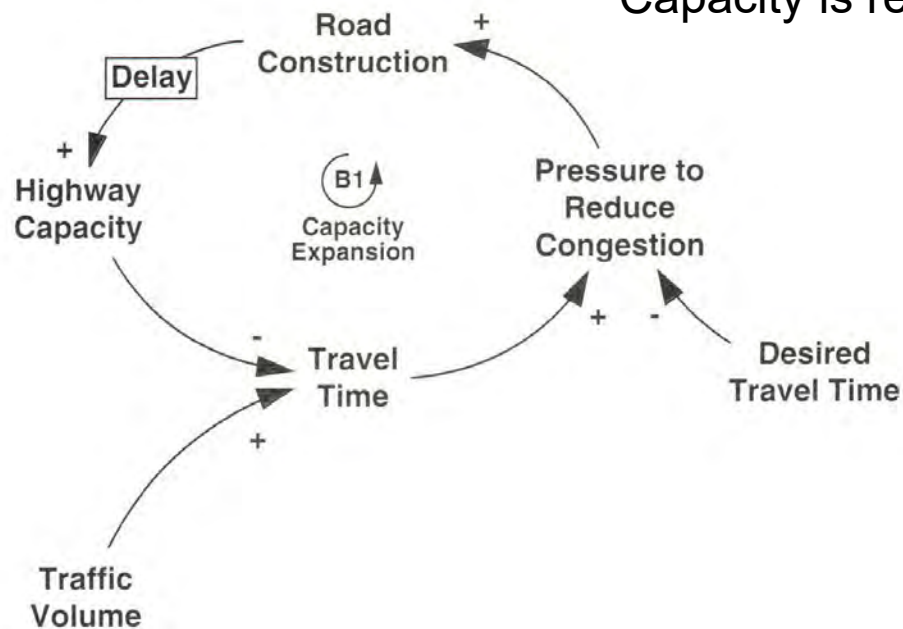 Capacity is re
Road
Construction
+
Delay
+
Highway
Capacity
B1
Capacity
Expansion
Pressure to
Reduce
Congestion
+
-
-
Travel
Time
+
Desired
Travel Time
Traffic
Volume